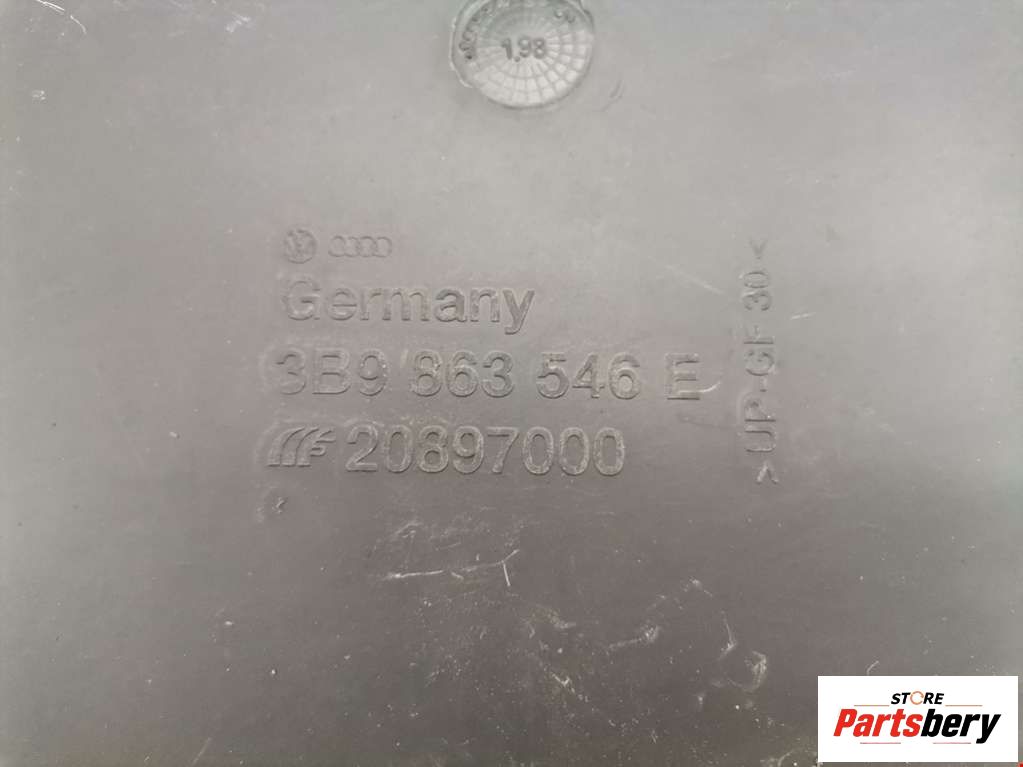 1.98
Germany
3B9 863 546 E
20897000
>UP-GF 30<
STORE
Partsbery